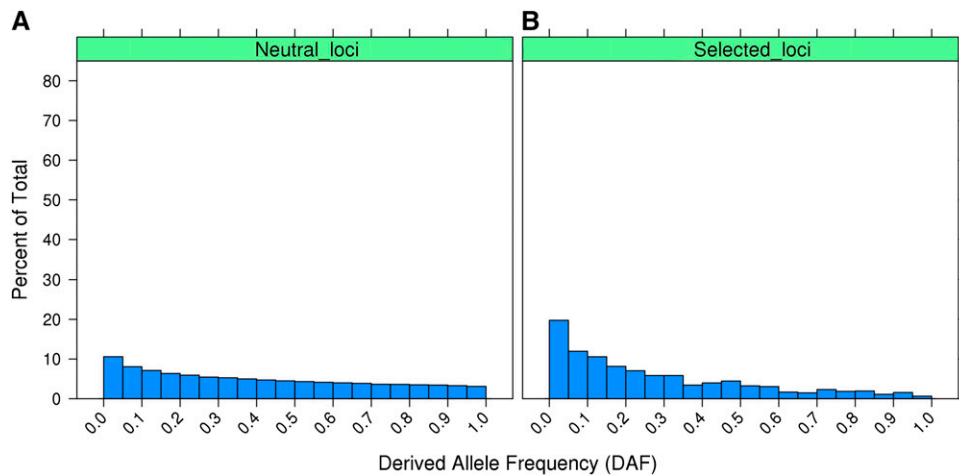 A
B
Neutral_loci
Selected_loci
Percent of Total
80
70
60
50
40
30
20
10
0
0.0 0.1 0.2 0.3 0.4 0.5 0.6 0.7 0.8 0.9 1.0
0.0 0.1 0.2 0.3 0.4 0.5 0.6 0.7 0.8 0.9 1.0
Derived Allele Frequency (DAF)